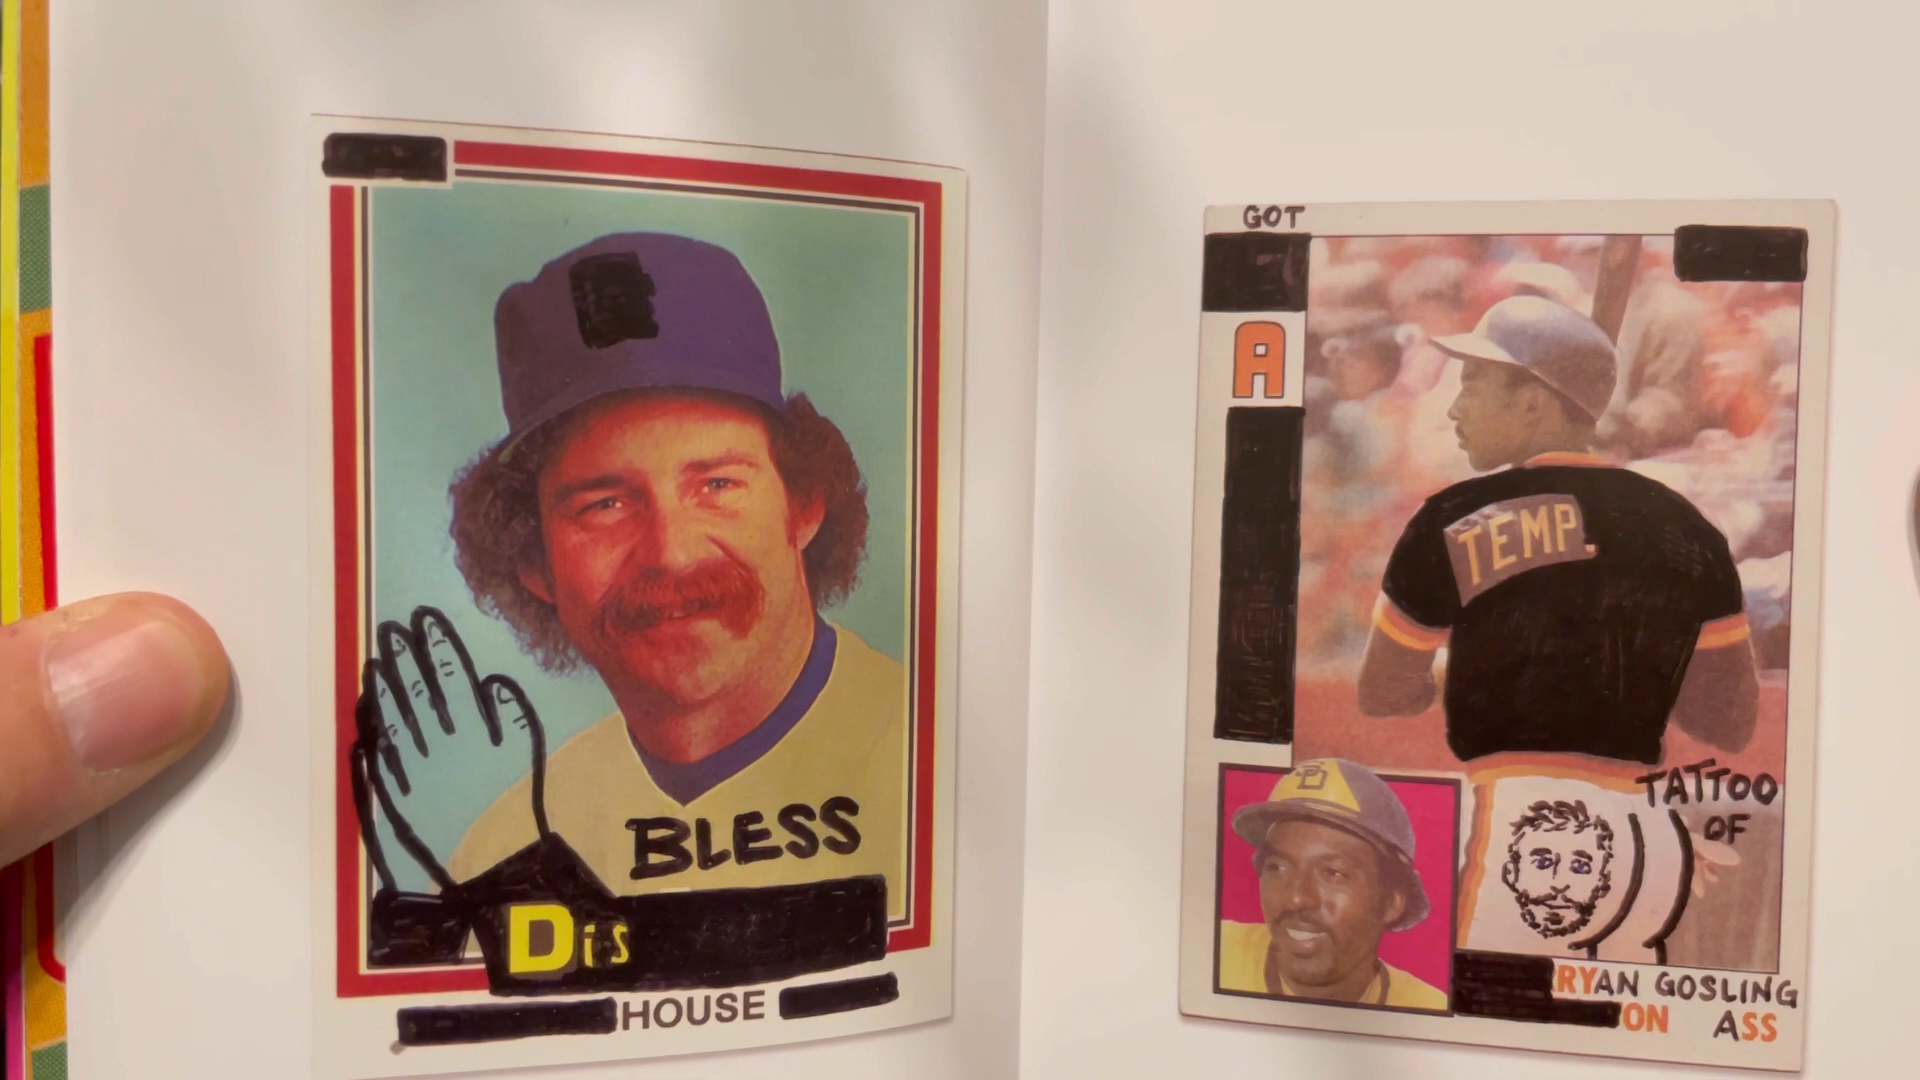 BLESS
Dis
HOUSE
GOT
A
TEMP.
TATTOO
OF
RYAN GOSLING
ON ASS
SD